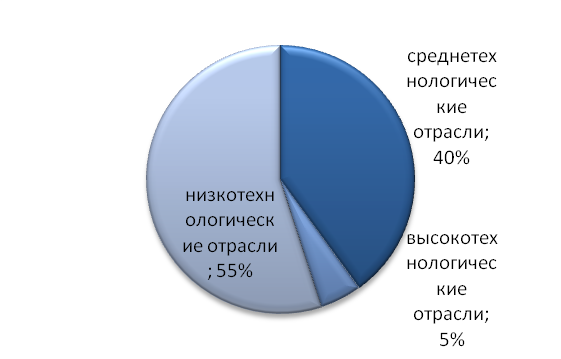 среднетех
нологичес
кие
отрасли;
40%
низкотехн
ологическ
ие отрасли
; 55%
высокотех
нологичес
кие
отрасли;
5%